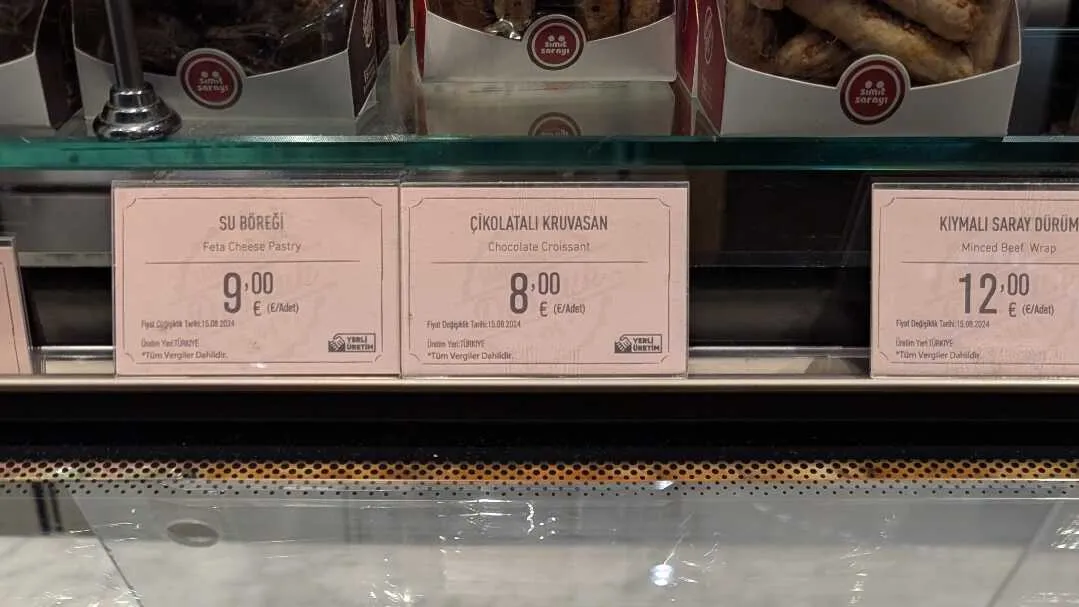 simit
sarayı
simit
sarayı
simit
sarayı
SU BÖREĞİ
Feta Cheese Pastry
9,00
€ (€/Adet)
Fiyat Değişiklik Tarihi:15.08.2024
Üretim Yeri:TÜRKİYE
*Tüm Vergiler Dahildir.
YERLİ
ÜRETİM
ÇİKOLATALI KRUVASAN
Chocolate Croissant
8,00
€ (€/Adet)
Fiyat Değişiklik Tarihi:15.08.2024
Üretim Yeri:TÜRKİYE
*Tüm Vergiler Dahildir.
YERLİ
ÜRETİM
KIYMALI SARAY DÜRÜM
Minced Beef Wrap
12,00
€ (€/Adet)
Fiyat Değişiklik Tarihi:15.08.2024
Üretim Yeri:TÜRKİYE
*Tüm Vergiler Dahildir.